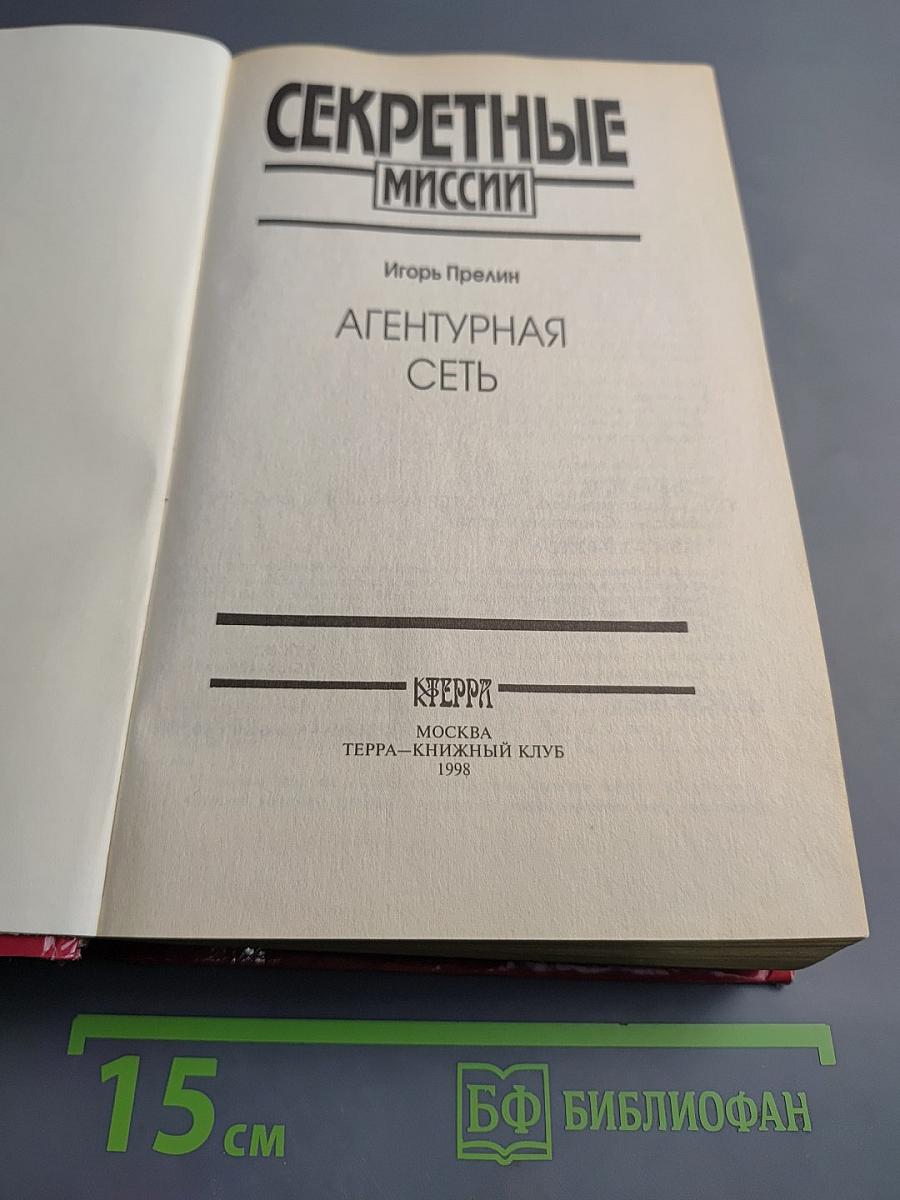 СЕКРЕТНЫЕ
МИССИИ
Игорь Прелин
АГЕНТУРНАЯ
СЕТЬ
ТЕРРА
МОСКВА
ТЕРРА—КНИЖНЫЙ КЛУБ
1998
15 см
БФ БИБЛИОФАН